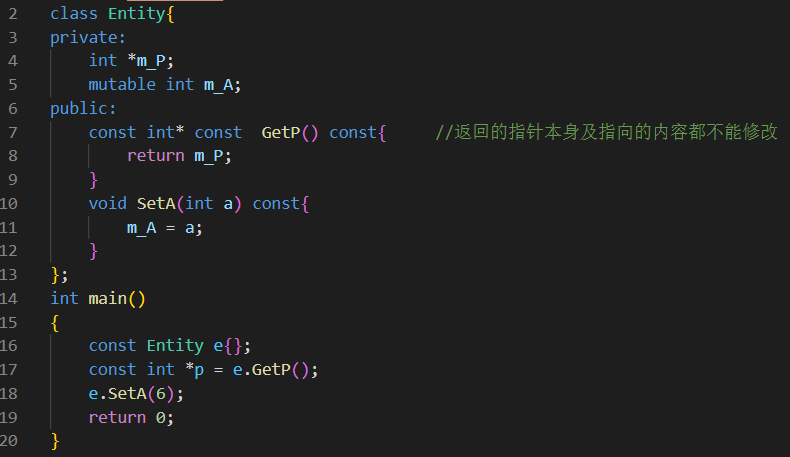 2 class Entity{
3 private:
4     int *m_P;
5     mutable int m_A;
6 public:
7     const int* const  GetP() const{     //返回的指针本身及指向的内容都不能修改
8         return m_P;
9     }
10     void SetA(int a) const{
11         m_A = a;
12     }
13 };
14 int main()
15 {
16     const Entity e{};
17     const int *p = e.GetP();
18     e.SetA(6);
19     return 0;
20 }